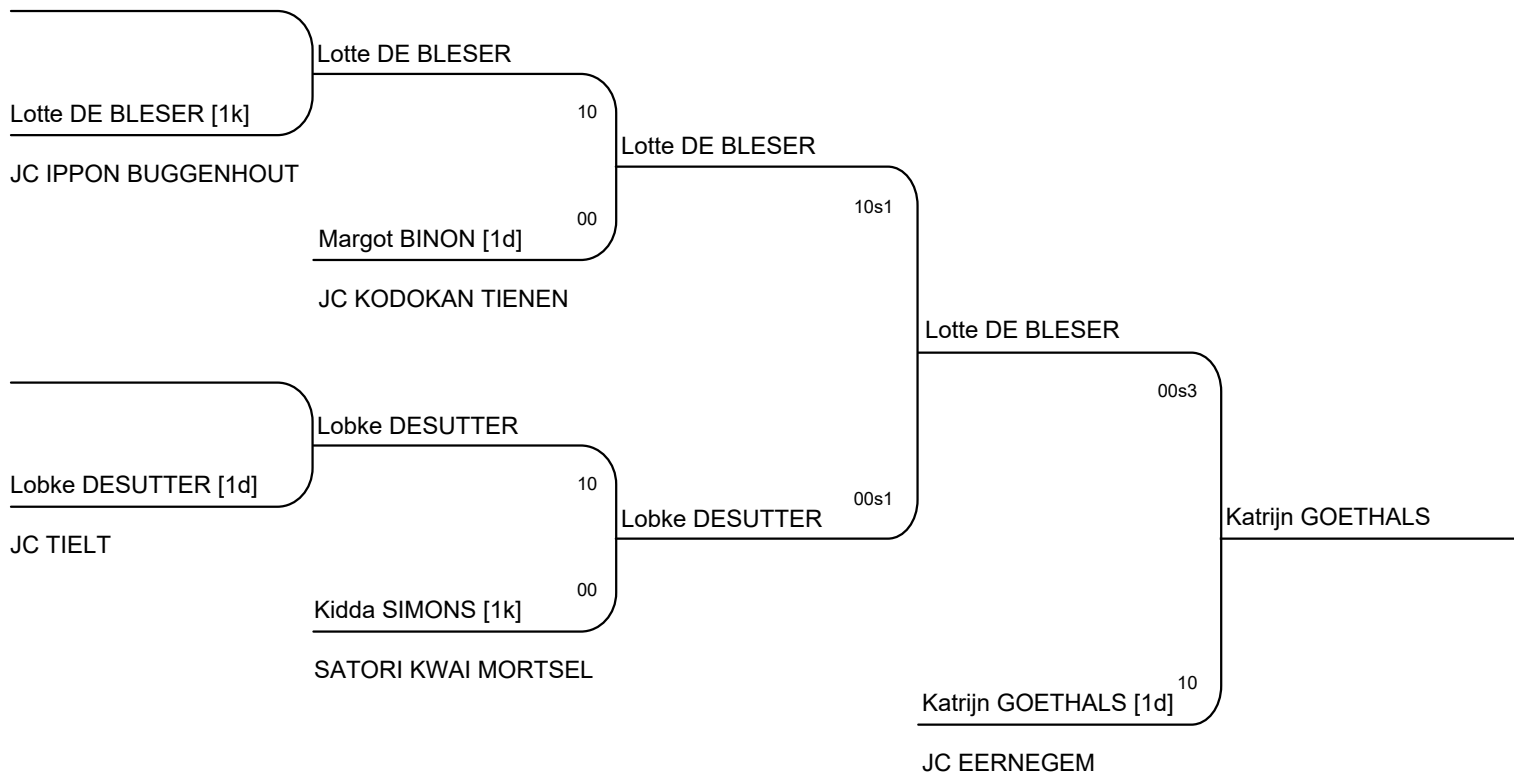 Lotte DE BLESER
Lotte DE BLESER [1k]
10
Lotte DE BLESER
JC IPPON BUGGENHOUT
10s1
00
Margot BINON [1d]
JC KODOKAN TIENEN
Lotte DE BLESER
00s3
Lobke DESUTTER
Lobke DESUTTER [1d]
10
00s1
Lobke DESUTTER
Katrijn GOETHALS
JC TIELT
00
Kidda SIMONS [1k]
SATORI KWAI MORTSEL
10
Katrijn GOETHALS [1d]
JC EERNEGEM